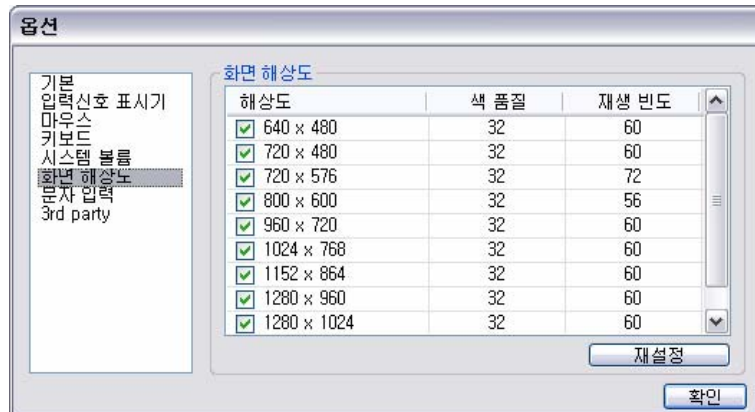 옵션
기본
입력신호 표시기
마우스
키보드
시스템 볼륨
화면 해상도
문자 입력
3rd party
화면 해상도
해상도 색 품질 재생 빈도
640 x 480 32 60
720 x 480 32 60
720 x 576 32 72
800 x 600 32 56
960 x 720 32 60
1024 x 768 32 60
1152 x 864 32 60
1280 x 960 32 60
1280 x 1024 32 60
재설정
확인